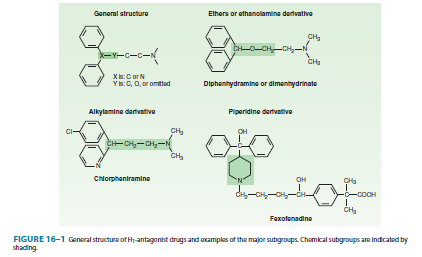 General structure
X–Y–C–C–N
X is: C or N
Y is: C, O, or omitted
Ethers or ethanolamine derivative
CH–O–CH₂–CH₂–N
CH₃
CH₃
Diphenhydramine or dimenhydrinate
Alkylamine derivative
Cl
CH–CH₂–CH₂–N
CH₃
CH₃
N
Chlorpheniramine
Piperidine derivative
OH
C
N
CH₂–CH₂–CH₂–CH
OH
CH₃
C–COOH
CH₃
Fexofenadine
FIGURE 16–1 General structure of H₁-antagonist drugs and examples of the major subgroups. Chemical subgroups are indicated by
shading.